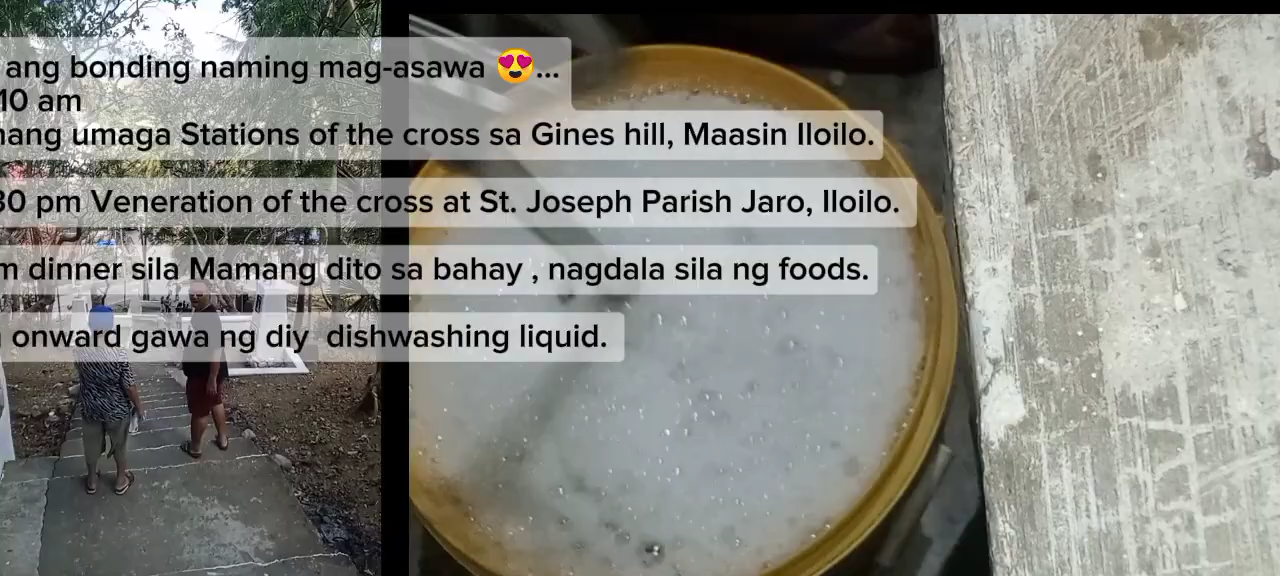 ang bonding naming mag-asawa 😍...
10 am
umaga Stations of the cross sa Gines hill, Maasin Iloilo.
30 pm Veneration of the cross at St. Joseph Parish Jaro, Iloilo.
dinner sila Mamang dito sa bahay , nagdala sila ng foods.
onward gawa ng diy dishwashing liquid.